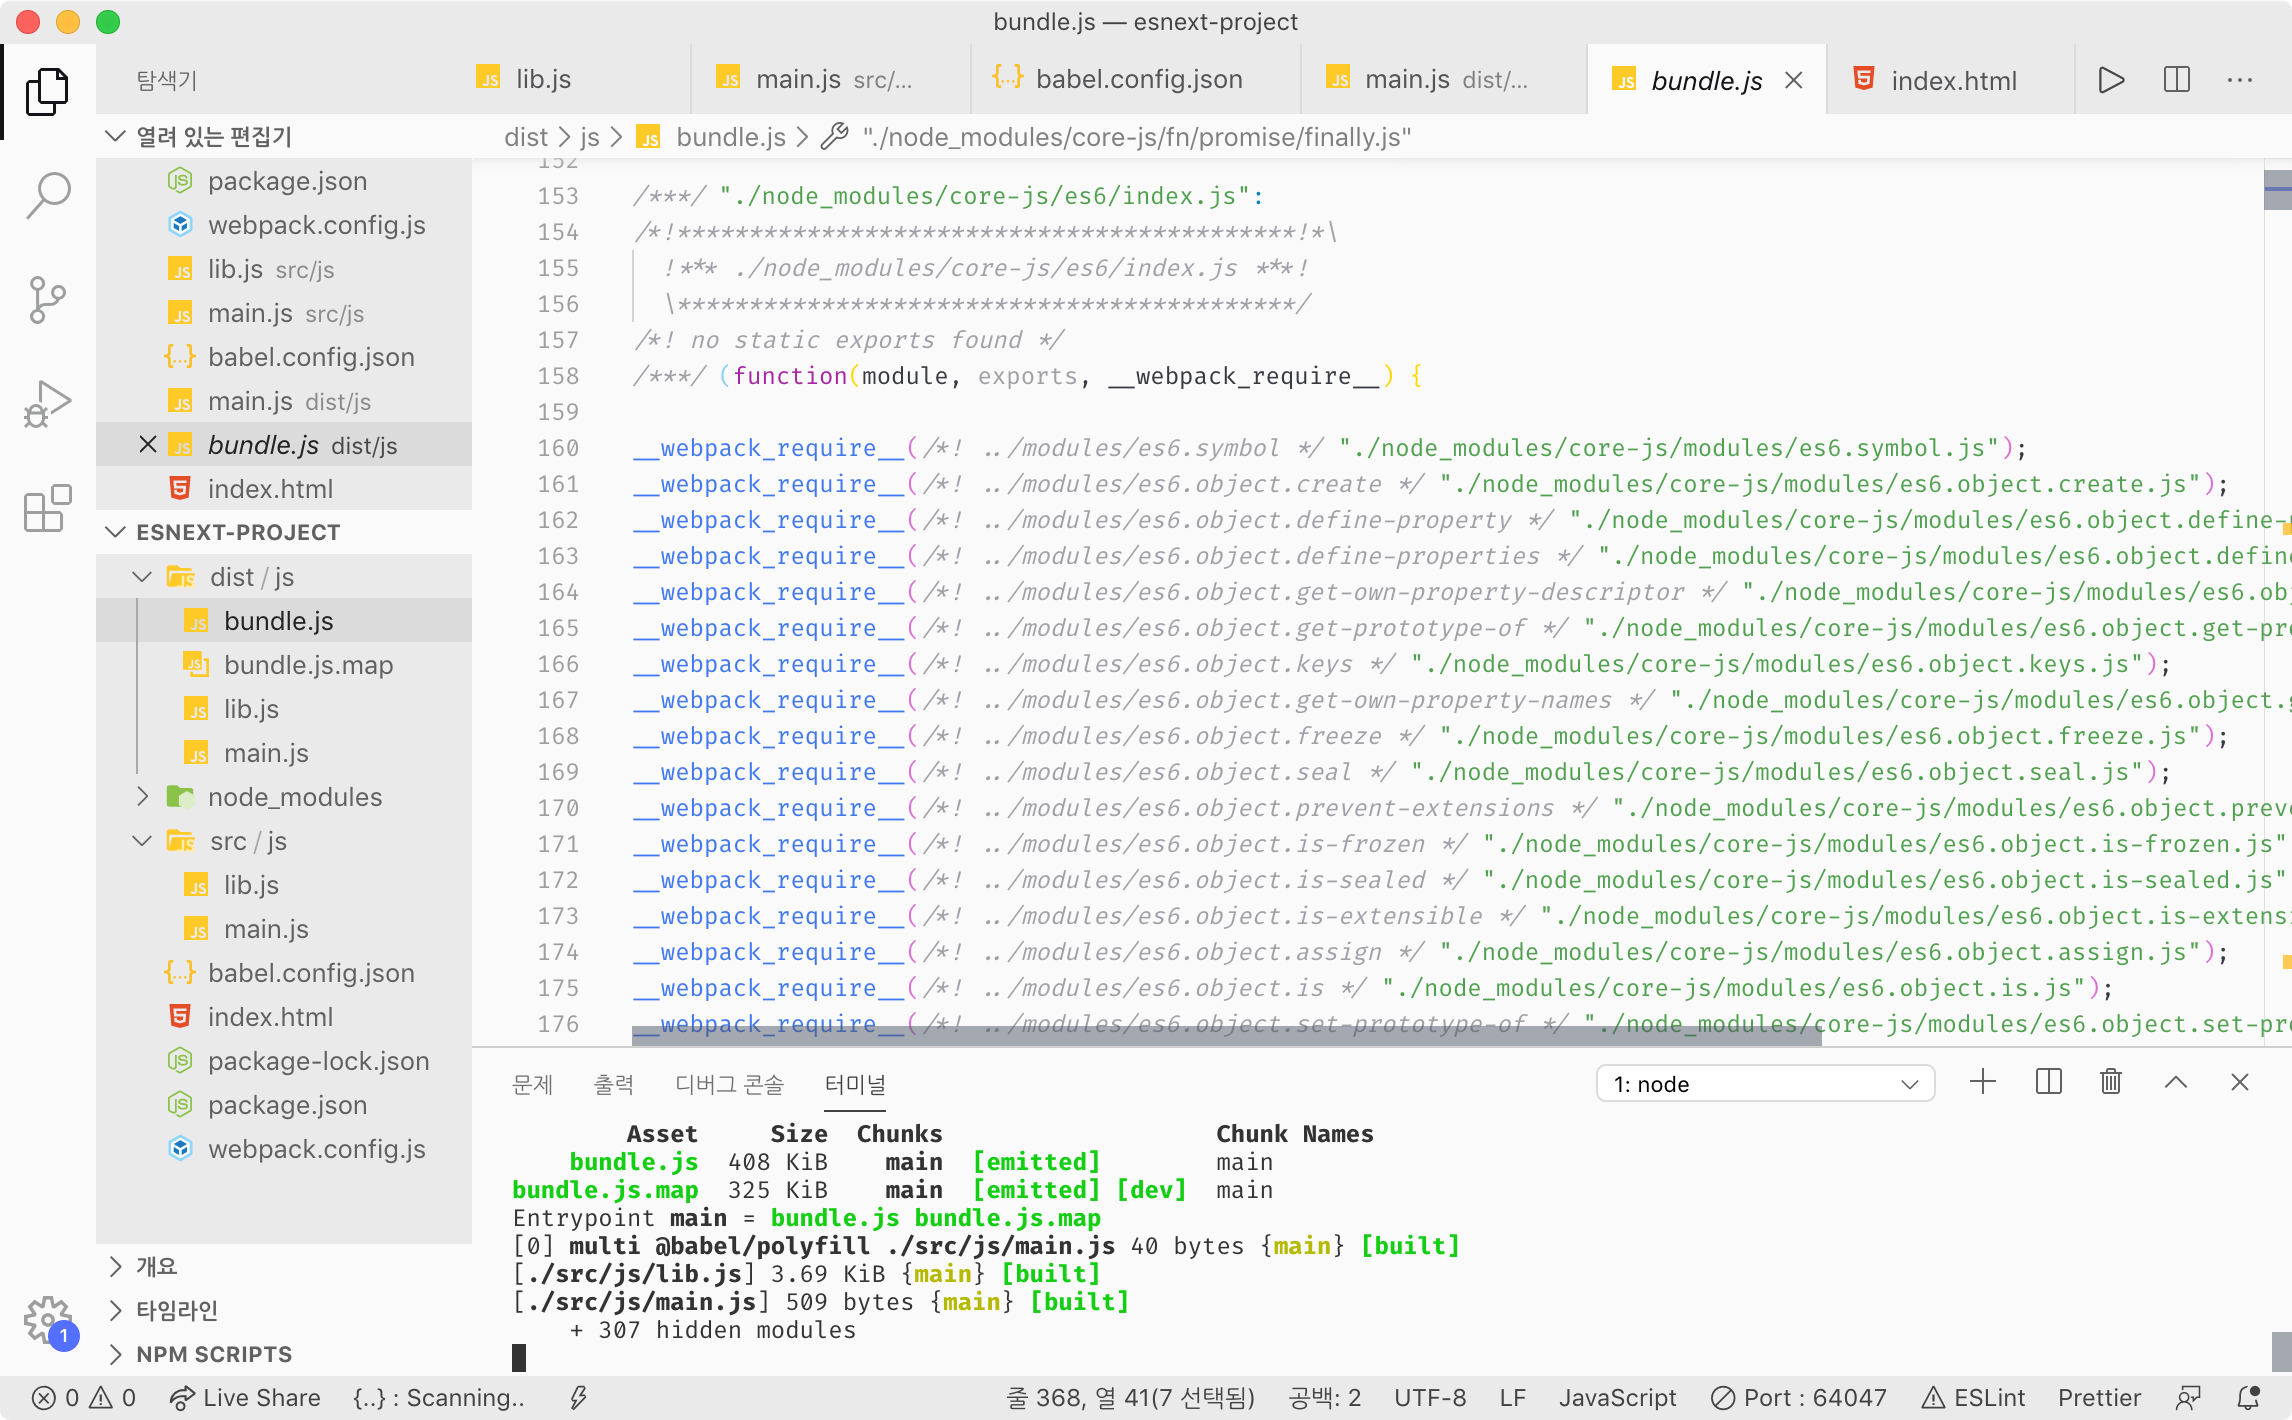 bundle.js — esnext-project
탐색기
lib.js
main.js src/...
babel.config.json
main.js dist/...
bundle.js
index.html
열려 있는 편집기
package.json
webpack.config.js
lib.js src/js
main.js src/js
babel.config.json
main.js dist/js
bundle.js dist/js
index.html
ESNEXT-PROJECT
dist / js
bundle.js
bundle.js.map
lib.js
main.js
node_modules
src / js
lib.js
main.js
babel.config.json
index.html
package-lock.json
package.json
webpack.config.js
개요
타임라인
NPM SCRIPTS
1
dist > js > bundle.js > "./node_modules/core-js/fn/promise/finally.js"
152
153 /***/ "./node_modules/core-js/es6/index.js":
154 /*!*******************************************!*\
155   !*** ./node_modules/core-js/es6/index.js ***!
156   \*******************************************/
157 /*! no static exports found */
158 /***/ (function(module, exports, __webpack_require__) {
159
160 __webpack_require__(/*! ../modules/es6.symbol */ "./node_modules/core-js/modules/es6.symbol.js");
161 __webpack_require__(/*! ../modules/es6.object.create */ "./node_modules/core-js/modules/es6.object.create.js");
162 __webpack_require__(/*! ../modules/es6.object.define-property */ "./node_modules/core-js/modules/es6.object.define-
163 __webpack_require__(/*! ../modules/es6.object.define-properties */ "./node_modules/core-js/modules/es6.object.defin
164 __webpack_require__(/*! ../modules/es6.object.get-own-property-descriptor */ "./node_modules/core-js/modules/es6.ob
165 __webpack_require__(/*! ../modules/es6.object.get-prototype-of */ "./node_modules/core-js/modules/es6.object.get-pr
166 __webpack_require__(/*! ../modules/es6.object.keys */ "./node_modules/core-js/modules/es6.object.keys.js");
167 __webpack_require__(/*! ../modules/es6.object.get-own-property-names */ "./node_modules/core-js/modules/es6.object.g
168 __webpack_require__(/*! ../modules/es6.object.freeze */ "./node_modules/core-js/modules/es6.object.freeze.js");
169 __webpack_require__(/*! ../modules/es6.object.seal */ "./node_modules/core-js/modules/es6.object.seal.js");
170 __webpack_require__(/*! ../modules/es6.object.prevent-extensions */ "./node_modules/core-js/modules/es6.object.prev
171 __webpack_require__(/*! ../modules/es6.object.is-frozen */ "./node_modules/core-js/modules/es6.object.is-frozen.js"
172 __webpack_require__(/*! ../modules/es6.object.is-sealed */ "./node_modules/core-js/modules/es6.object.is-sealed.js"
173 __webpack_require__(/*! ../modules/es6.object.is-extensible */ "./node_modules/core-js/modules/es6.object.is-extens
174 __webpack_require__(/*! ../modules/es6.object.assign */ "./node_modules/core-js/modules/es6.object.assign.js");
175 __webpack_require__(/*! ../modules/es6.object.is */ "./node_modules/core-js/modules/es6.object.is.js");
176 __webpack_require__(/*! ../modules/es6.object.set-prototype-of */ "./node_modules/core-js/modules/es6.object.set-pr
문제 출력 디버그 콘솔 터미널
1: node
Asset Size Chunks Chunk Names
bundle.js 408 KiB main [emitted] main
bundle.js.map 325 KiB main [emitted] [dev] main
Entrypoint main = bundle.js bundle.js.map
[0] multi @babel/polyfill ./src/js/main.js 40 bytes {main} [built]
[./src/js/lib.js] 3.69 KiB {main} [built]
[./src/js/main.js] 509 bytes {main} [built]
+ 307 hidden modules
0 0 Live Share {..} : Scanning.. 줄 368, 열 41(7 선택됨) 공백: 2 UTF-8 LF JavaScript Port : 64047 ESLint Prettier